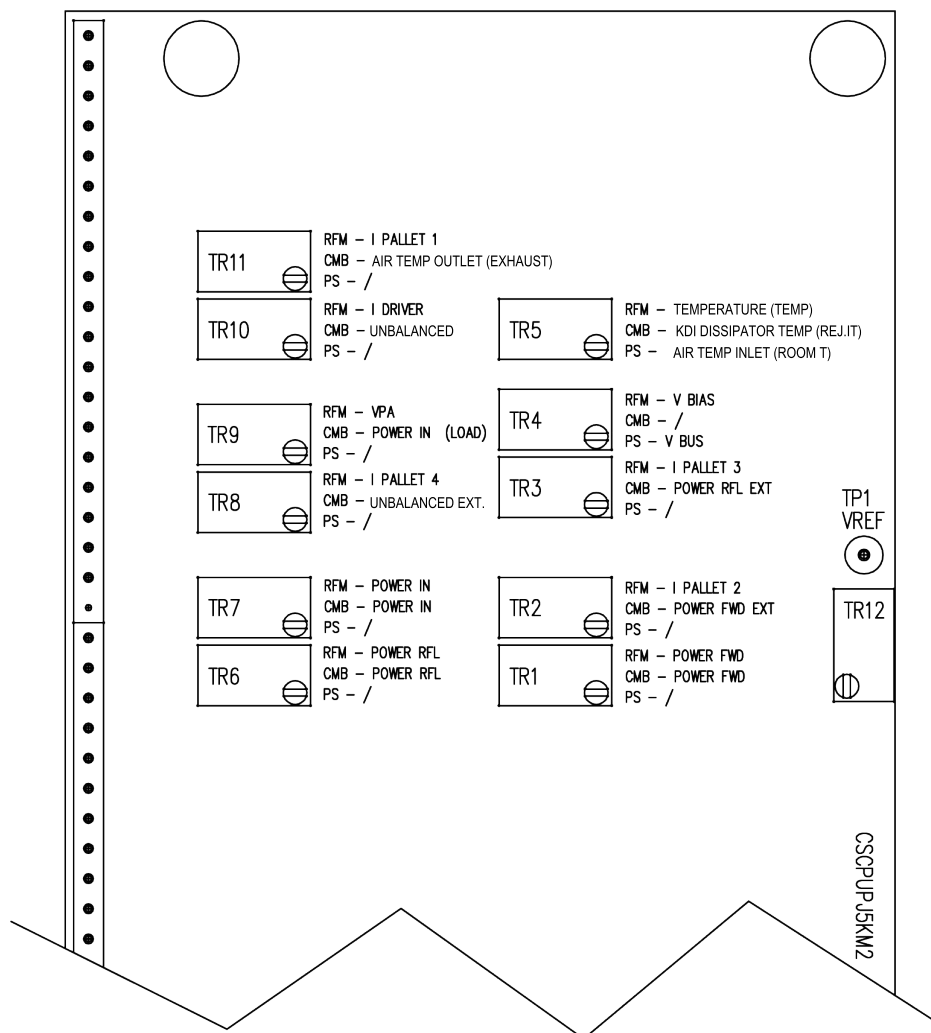 TR11
RFM - I PALLET 1
CMB - AIR TEMP OUTLET (EXHAUST)
PS - /
TR10
RFM - I DRIVER
CMB - UNBALANCED
PS - /
TR5
RFM - TEMPERATURE (TEMP)
CMB - KDI DISSIPATOR TEMP (REJ.IT)
PS - AIR TEMP INLET (ROOM T)
TR9
RFM - VPA
CMB - POWER IN (LOAD)
PS - /
TR4
RFM - V BIAS
CMB - /
PS - V BUS
TR8
RFM - I PALLET 4
CMB - UNBALANCED EXT.
PS - /
TR3
RFM - I PALLET 3
CMB - POWER RFL EXT
PS - /
TP1
VREF
TR7
RFM - POWER IN
CMB - POWER IN
PS - /
TR2
RFM - I PALLET 2
CMB - POWER FWD EXT
PS - /
TR12
TR6
RFM - POWER RFL
CMB - POWER RFL
PS - /
TR1
RFM - POWER FWD
CMB - POWER FWD
PS - /
CSCPUPJ5KM2